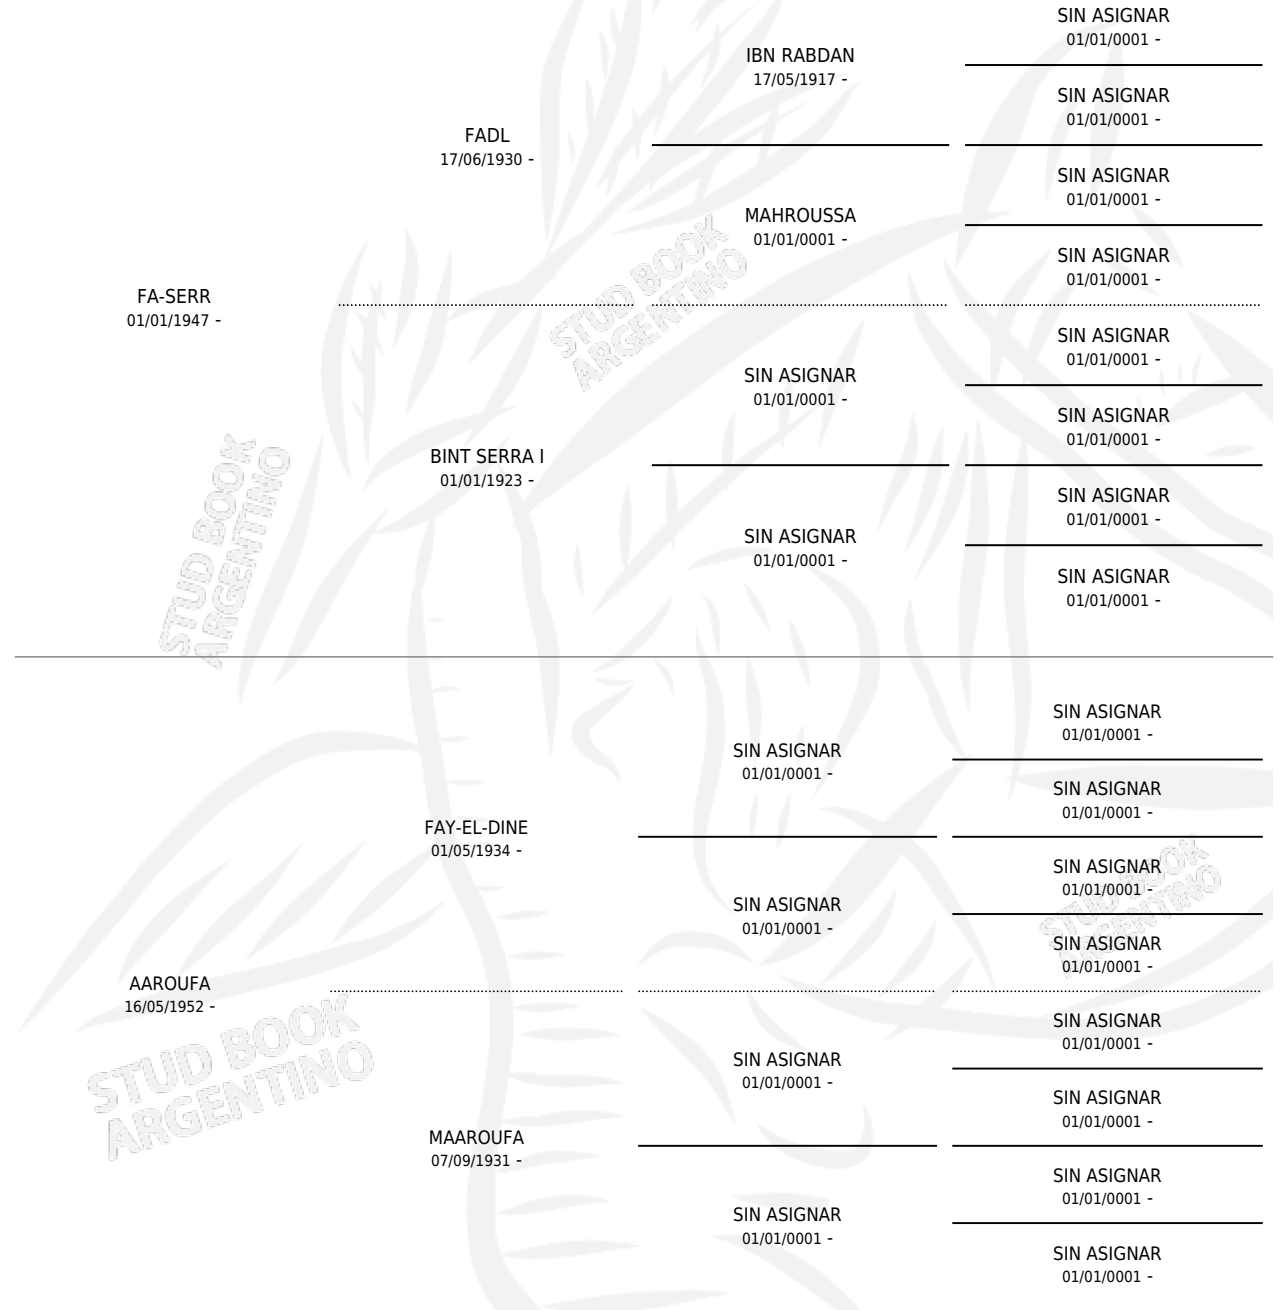 SIN ASIGNAR
01/01/0001 -
IBN RABDAN
17/05/1917 -
SIN ASIGNAR
01/01/0001 -
FADL
17/06/1930 -
SIN ASIGNAR
01/01/0001 -
MAHROUSSA
01/01/0001 -
SIN ASIGNAR
01/01/0001 -
FA-SERR
01/01/1947 -
STUD BOOK
ARGENTINO
SIN ASIGNAR
01/01/0001 -
SIN ASIGNAR
01/01/0001 -
SIN ASIGNAR
01/01/0001 -
BINT SERRA I
01/01/1923 -
SIN ASIGNAR
01/01/0001 -
SIN ASIGNAR
01/01/0001 -
SIN ASIGNAR
01/01/0001 -
STUD BOOK
ARGENTINO
SIN ASIGNAR
01/01/0001 -
SIN ASIGNAR
01/01/0001 -
SIN ASIGNAR
01/01/0001 -
FAY-EL-DINE
01/05/1934 -
SIN ASIGNAR
01/01/0001 -
SIN ASIGNAR
01/01/0001 -
SIN ASIGNAR
01/01/0001 -
STUD BOOK
ARGENTINO
AAROUFA
16/05/1952 -
STUD BOOK
ARGENTINO
SIN ASIGNAR
01/01/0001 -
SIN ASIGNAR
01/01/0001 -
SIN ASIGNAR
01/01/0001 -
MAAROUFA
07/09/1931 -
SIN ASIGNAR
01/01/0001 -
SIN ASIGNAR
01/01/0001 -
SIN ASIGNAR
01/01/0001 -